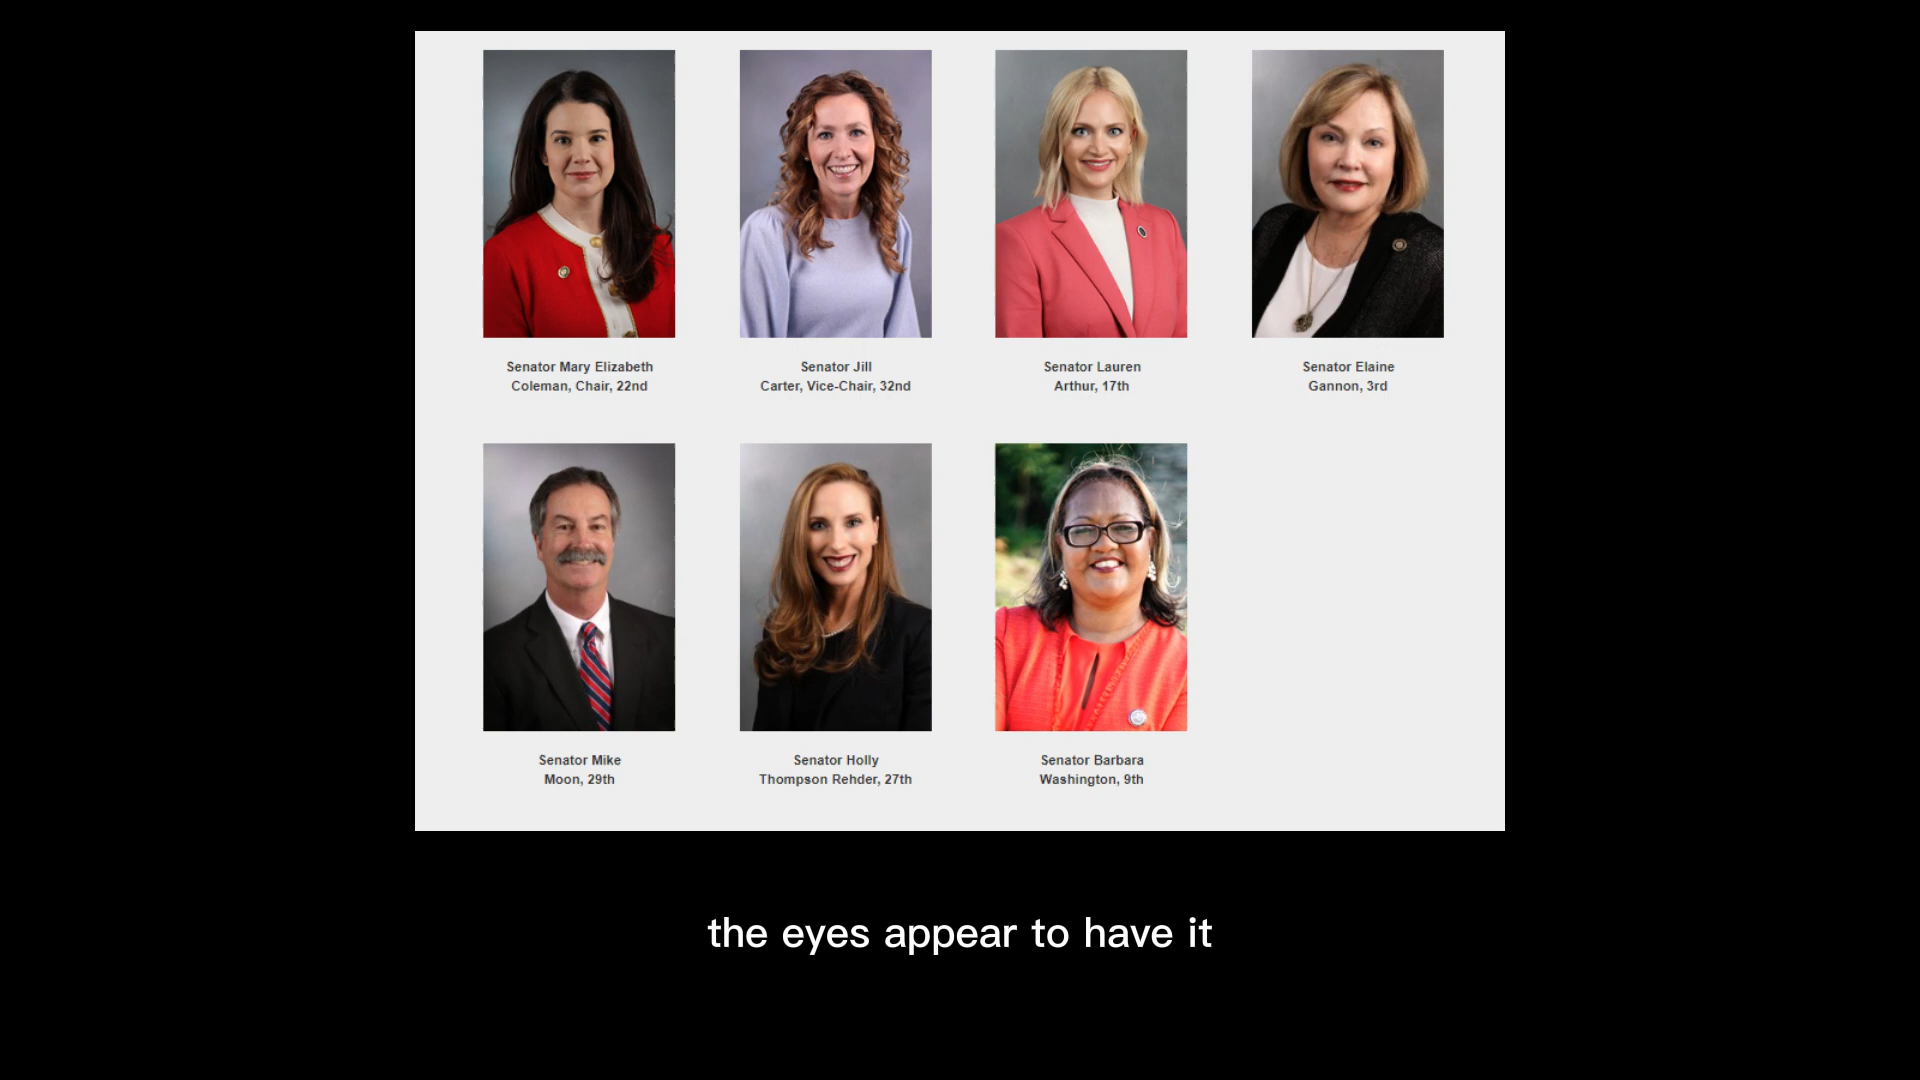 Senator Mary Elizabeth
Coleman, Chair, 22nd
Senator Jill
Carter, Vice-Chair, 32nd
Senator Lauren
Arthur, 17th
Senator Elaine
Gannon, 3rd
Senator Mike
Moon, 29th
Senator Holly
Thompson Rehder, 27th
Senator Barbara
Washington, 9th
the eyes appear to have it